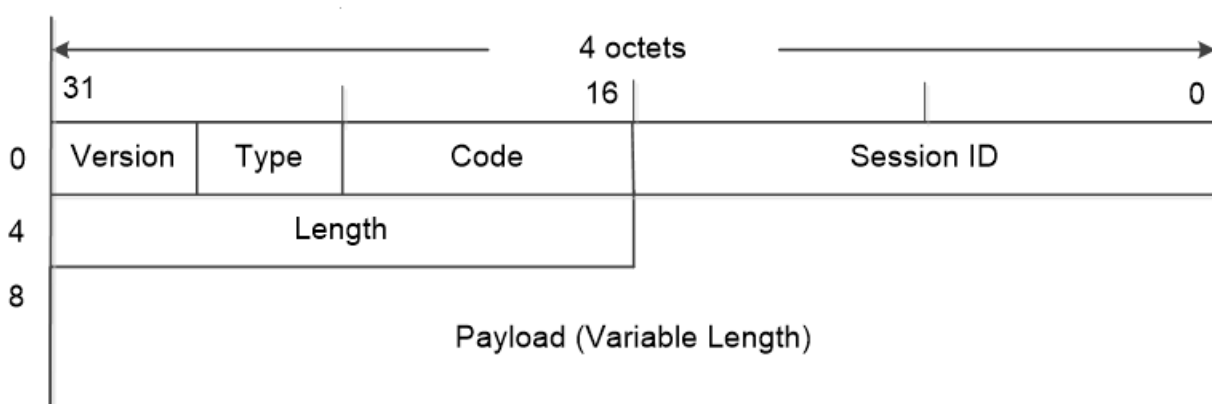 4 octets
31 16 0
0 Version Type Code Session ID
4 Length
8
Payload (Variable Length)